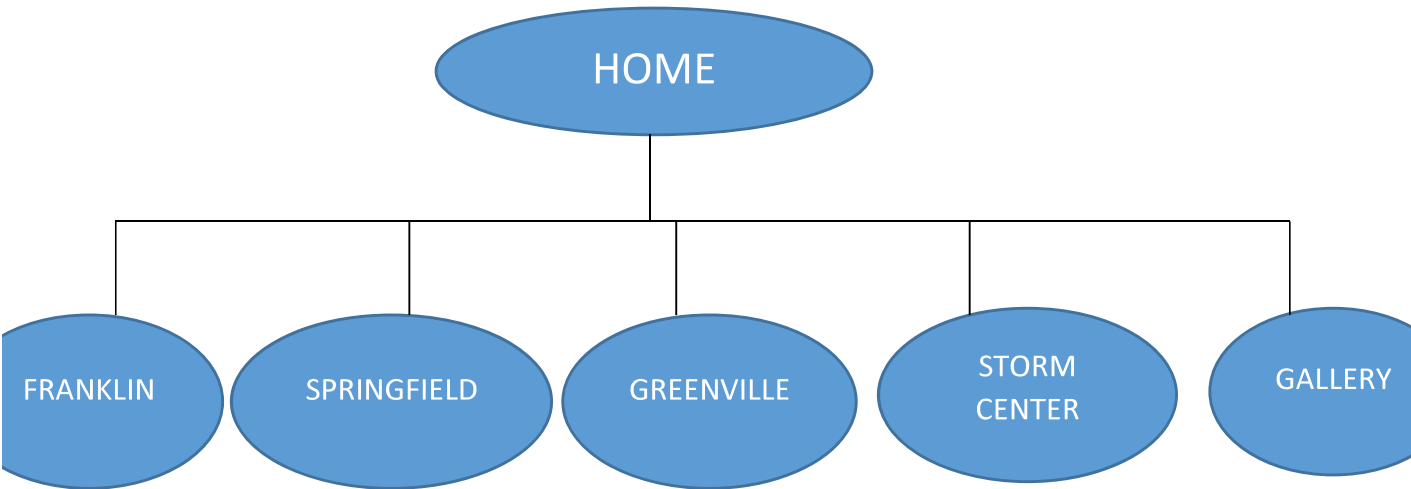 HOME
FRANKLIN
SPRINGFIELD
GREENVILLE
STORM
CENTER
GALLERY